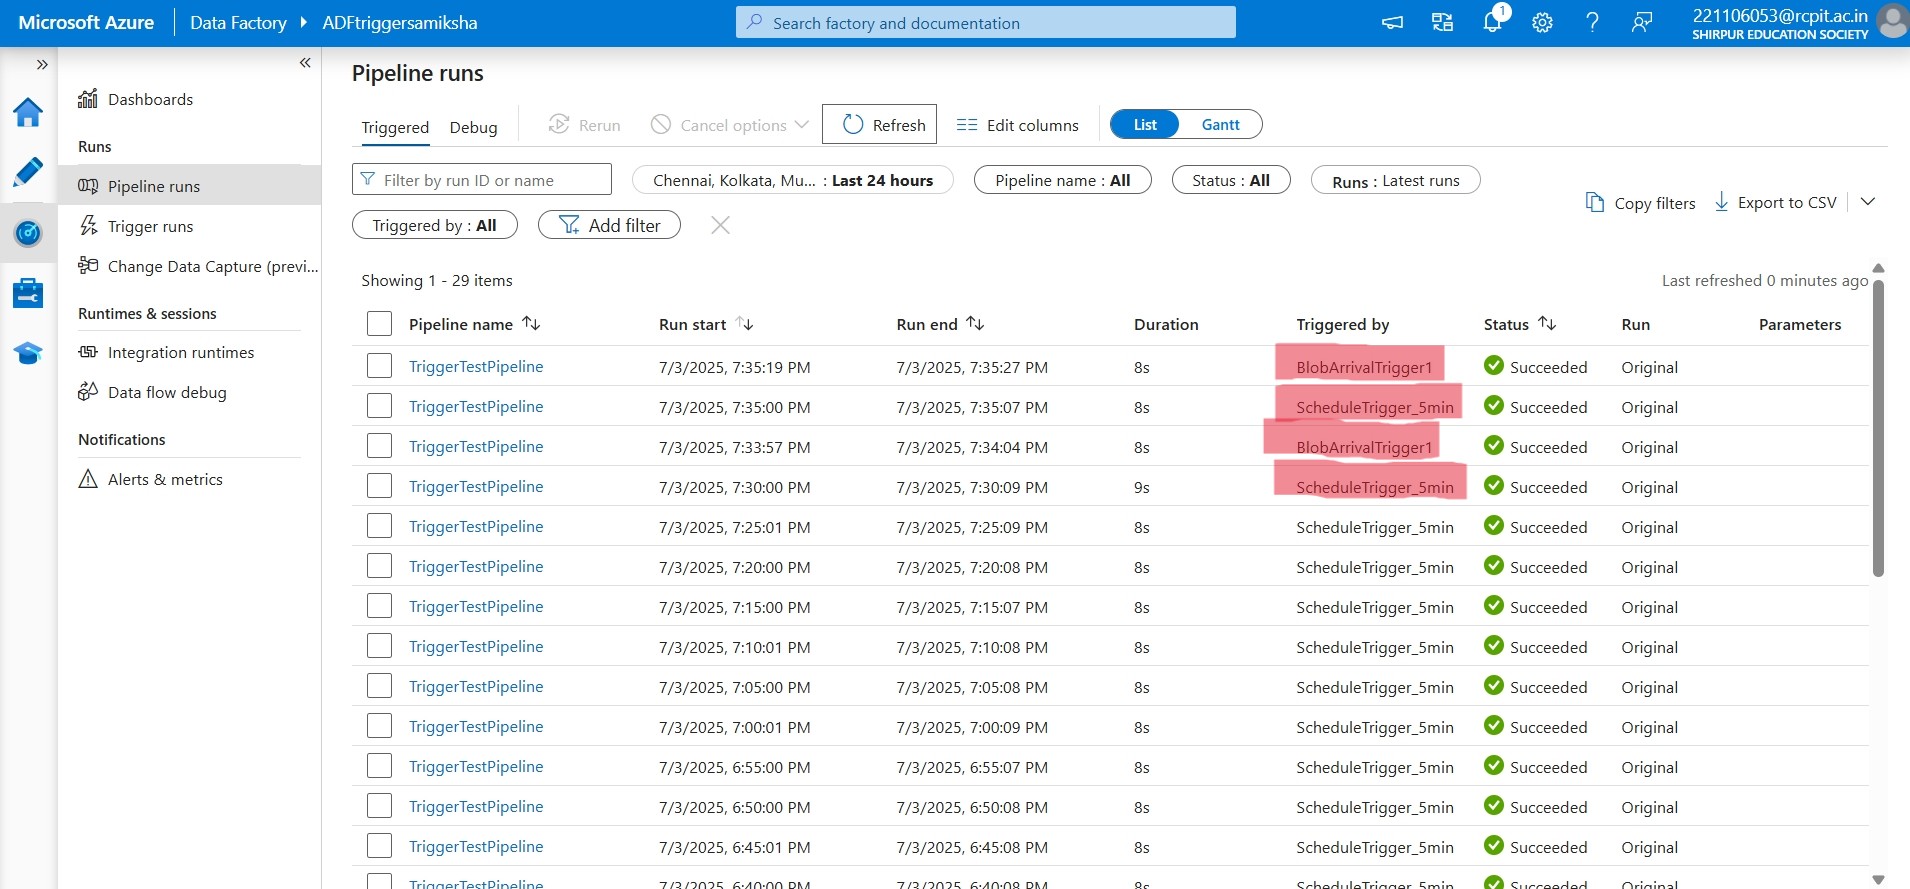 Microsoft Azure Data Factory ADFtriggersamiksha Search factory and documentation 1 221106053@rcpit.ac.in
SHIRPUR EDUCATION SOCIETY
Dashboards
Runs
Pipeline runs
Trigger runs
Change Data Capture (previ...
Runtimes & sessions
Integration runtimes
Data flow debug
Notifications
Alerts & metrics
Pipeline runs
Triggered Debug Rerun Cancel options Refresh Edit columns List Gantt
Filter by run ID or name Chennai, Kolkata, Mu... : Last 24 hours Pipeline name : All Status : All Runs : Latest runs
Triggered by : All Add filter
Copy filters Export to CSV
Showing 1 - 29 items Last refreshed 0 minutes ago
Pipeline name Run start Run end Duration Triggered by Status Run Parameters
TriggerTestPipeline 7/3/2025, 7:35:19 PM 7/3/2025, 7:35:27 PM 8s BlobArrivalTrigger1 Succeeded Original
TriggerTestPipeline 7/3/2025, 7:35:00 PM 7/3/2025, 7:35:07 PM 8s ScheduleTrigger_5min Succeeded Original
TriggerTestPipeline 7/3/2025, 7:33:57 PM 7/3/2025, 7:34:04 PM 8s BlobArrivalTrigger1 Succeeded Original
TriggerTestPipeline 7/3/2025, 7:30:00 PM 7/3/2025, 7:30:09 PM 9s ScheduleTrigger_5min Succeeded Original
TriggerTestPipeline 7/3/2025, 7:25:01 PM 7/3/2025, 7:25:09 PM 8s ScheduleTrigger_5min Succeeded Original
TriggerTestPipeline 7/3/2025, 7:20:00 PM 7/3/2025, 7:20:08 PM 8s ScheduleTrigger_5min Succeeded Original
TriggerTestPipeline 7/3/2025, 7:15:00 PM 7/3/2025, 7:15:07 PM 8s ScheduleTrigger_5min Succeeded Original
TriggerTestPipeline 7/3/2025, 7:10:01 PM 7/3/2025, 7:10:08 PM 8s ScheduleTrigger_5min Succeeded Original
TriggerTestPipeline 7/3/2025, 7:05:00 PM 7/3/2025, 7:05:08 PM 8s ScheduleTrigger_5min Succeeded Original
TriggerTestPipeline 7/3/2025, 7:00:01 PM 7/3/2025, 7:00:09 PM 8s ScheduleTrigger_5min Succeeded Original
TriggerTestPipeline 7/3/2025, 6:55:00 PM 7/3/2025, 6:55:07 PM 8s ScheduleTrigger_5min Succeeded Original
TriggerTestPipeline 7/3/2025, 6:50:00 PM 7/3/2025, 6:50:08 PM 8s ScheduleTrigger_5min Succeeded Original
TriggerTestPipeline 7/3/2025, 6:45:01 PM 7/3/2025, 6:45:08 PM 8s ScheduleTrigger_5min Succeeded Original
TriggerTestPipeline 7/3/2025, 6:40:00 PM 7/3/2025, 6:40:08 PM 8s ScheduleTrigger_5min Succeeded Original